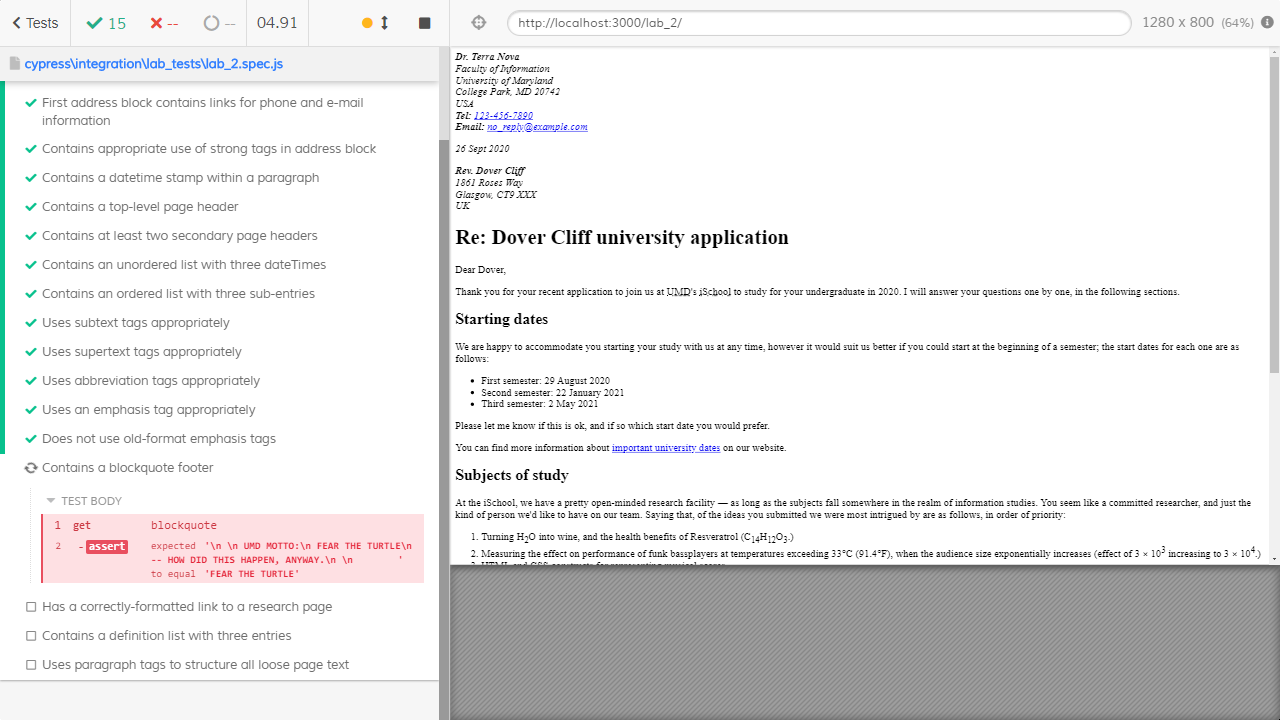 Tests
15
--
--
04.91
http://localhost:3000/lab_2/
1280 x 800 (64%)
cypress\integration\lab_tests\lab_2.spec.js
First address block contains links for phone and e-mail
information
Contains appropriate use of strong tags in address block
Contains a datetime stamp within a paragraph
Contains a top-level page header
Contains at least two secondary page headers
Contains an unordered list with three dateTimes
Contains an ordered list with three sub-entries
Uses subtext tags appropriately
Uses supertext tags appropriately
Uses abbreviation tags appropriately
Uses an emphasis tag appropriately
Does not use old-format emphasis tags
Contains a blockquote footer
TEST BODY
1 get blockquote
2 - assert expected '\n \n UMD MOTTO:\n FEAR THE TURTLE\n
-- HOW DID THIS HAPPEN, ANYWAY.\n \n '
to equal 'FEAR THE TURTLE'
Has a correctly-formatted link to a research page
Contains a definition list with three entries
Uses paragraph tags to structure all loose page text
Dr. Terra Nova
Faculty of Information
University of Maryland
College Park, MD 20742
USA
Tel: 123-456-7890
Email: no_reply@example.com
26 Sept 2020
Rev. Dover Cliff
1861 Roses Way
Glasgow, CT9 XXX
UK
Re: Dover Cliff university application
Dear Dover,
Thank you for your recent application to join us at UMD's iSchool to study for your undergraduate in 2020. I will answer your questions one by one, in the following sections.
Starting dates
We are happy to accommodate you starting your study with us at any time, however it would suit us better if you could start at the beginning of a semester; the start dates for each one are as
follows:
• First semester: 29 August 2020
• Second semester: 22 January 2021
• Third semester: 2 May 2021
Please let me know if this is ok, and if so which start date you would prefer.
You can find more information about important university dates on our website.
Subjects of study
At the iSchool, we have a pretty open-minded research facility — as long as the subjects fall somewhere in the realm of information studies. You seem like a committed researcher, and just the
kind of person we'd like to have on our team. Saying that, of the ideas you submitted we were most intrigued by are as follows, in order of priority:
1. Turning H2O into wine, and the health benefits of Resveratrol (C14H12O3.)
2. Measuring the effect on performance of funk bassplayers at temperatures exceeding 33°C (91.4°F), when the audience size exponentially increases (effect of 3 × 10³ increasing to 3 × 10⁴.)